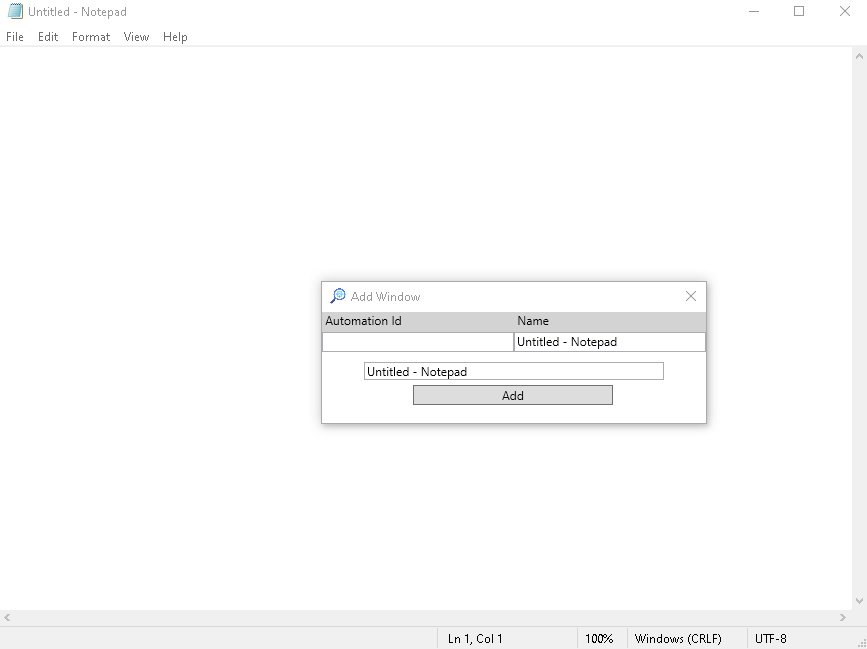 Untitled - Notepad
File Edit Format View Help
Add Window
Automation Id Name
Untitled - Notepad
Untitled - Notepad
Add
Ln 1, Col 1 100% Windows (CRLF) UTF-8